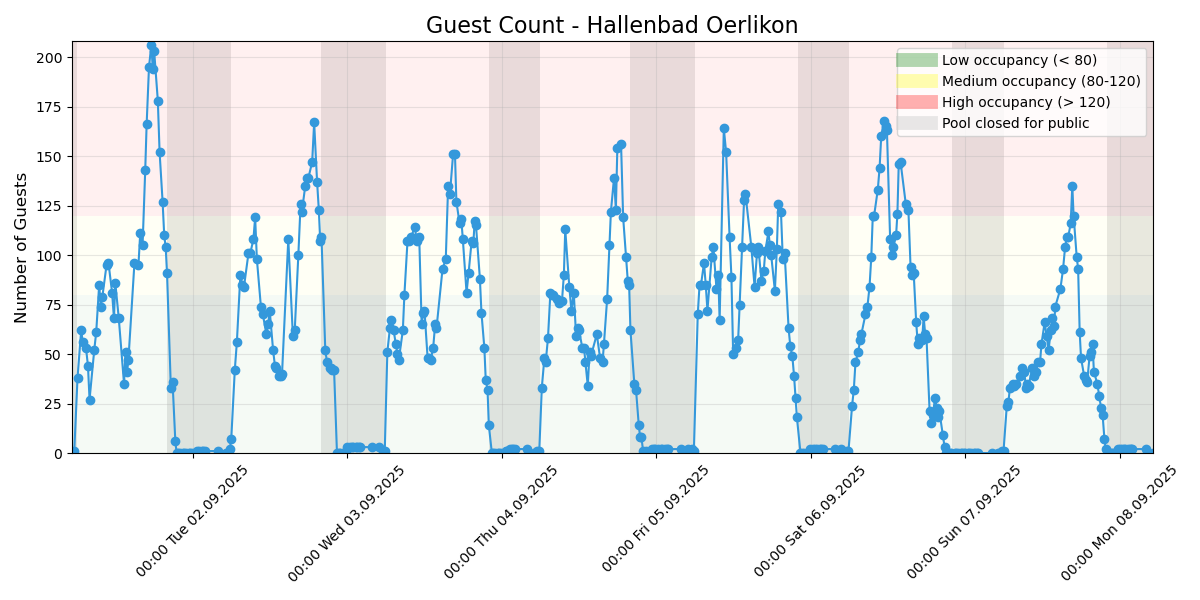 Guest Count - Hallenbad Oerlikon
Number of Guests
200
175
150
125
100
75
50
25
0
Low occupancy (< 80)
Medium occupancy (80-120)
High occupancy (> 120)
Pool closed for public
00:00 Tue 02.09.2025
00:00 Wed 03.09.2025
00:00 Thu 04.09.2025
00:00 Fri 05.09.2025
00:00 Sat 06.09.2025
00:00 Sun 07.09.2025
00:00 Mon 08.09.2025